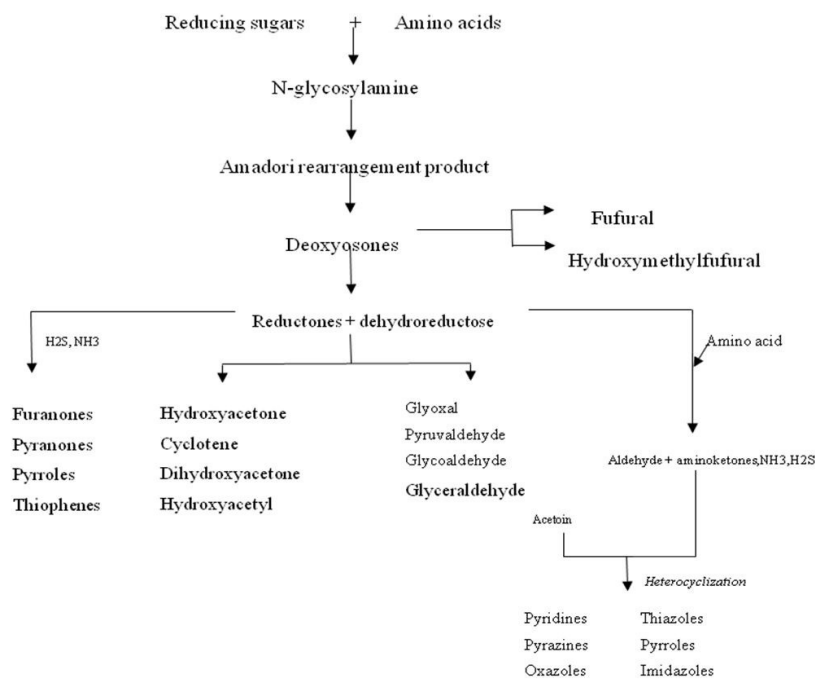 Reducing sugars + Amino acids
N-glycosylamine
Amadori rearrangement product
Fufural
Deoxyosones
Hydroxymethylfufural
Reductones + dehydroreductose
H2S, NH3
Amino acid
Furanones
Pyranones
Pyrroles
Thiophenes
Hydroxyacetone
Cyclotene
Dihydroxyacetone
Hydroxyacetyl
Glyoxal
Pyruvaldehyde
Glycoaldehyde
Glyceraldehyde
Aldehyde + aminoketones,NH3,H2S
Acetoin
Heterocyclization
Pyridines
Pyrazines
Oxazoles
Thiazoles
Pyrroles
Imidazoles